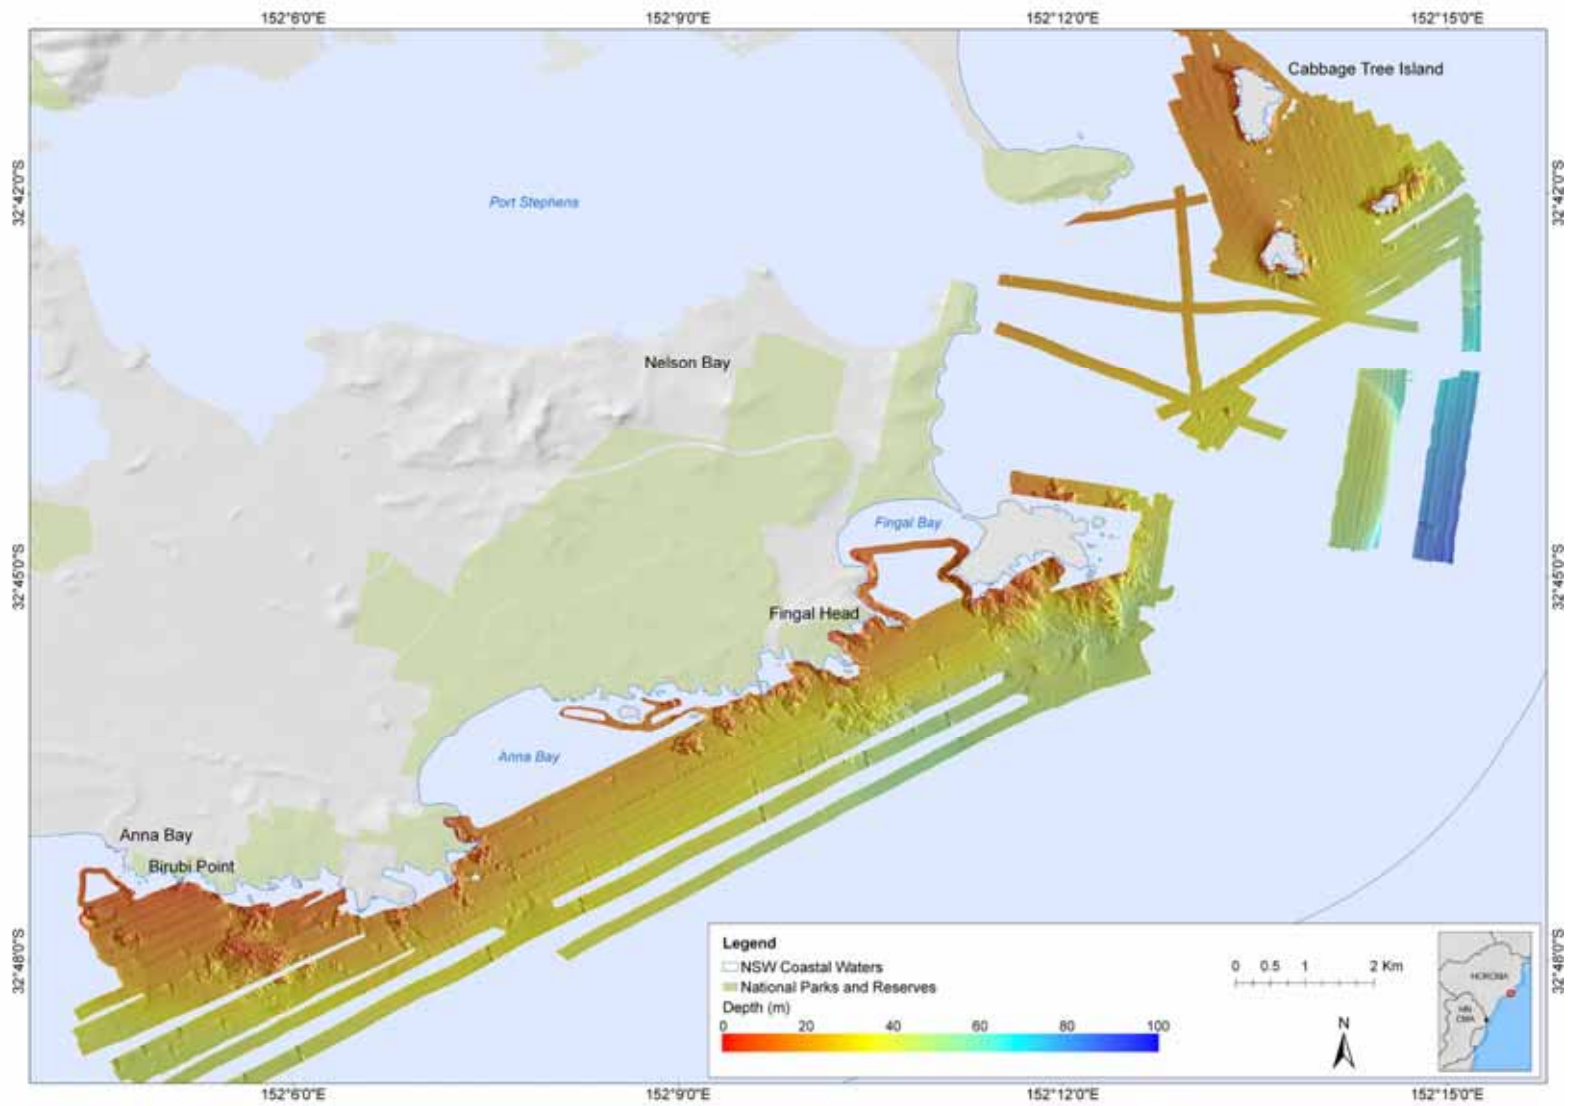 152°6'0"E 152°9'0"E 152°12'0"E 152°15'0"E
Cabbage Tree Island
32°42'0"S 32°42'0"S
Port Stephens
Nelson Bay
Fingal Bay
32°45'0"S 32°45'0"S
Fingal Head
Anna Bay
Anna Bay
Birubi Point
32°48'0"S 32°48'0"S
Legend
NSW Coastal Waters
National Parks and Reserves
Depth (m)
0 20 40 60 80 100
0 0.5 1 2 Km
N
CMA
152°6'0"E 152°9'0"E 152°12'0"E 152°15'0"E